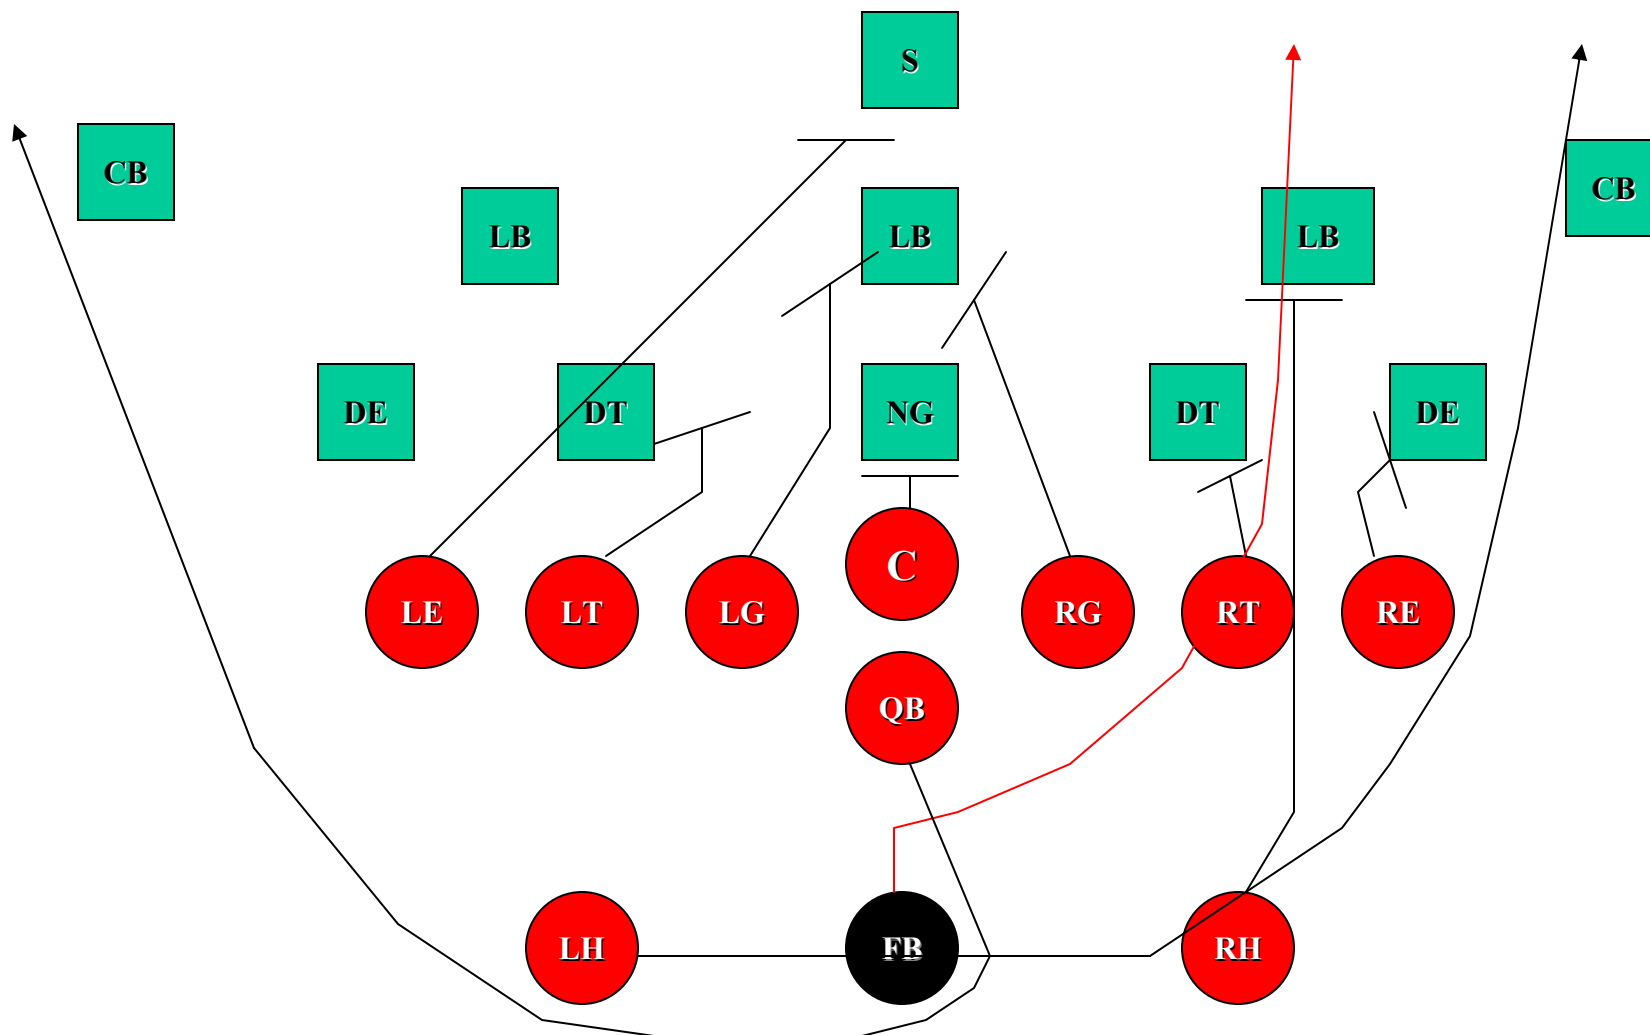 S
CB
CB
LB
LB
LB
DE
DT
NG
DT
DE
C
LE
LT
LG
RG
RT
RE
QB
LH
FB
RH